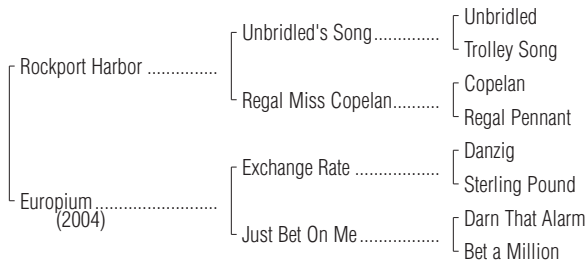 Unbridled
Unbridled's Song..............
Trolley Song
Rockport Harbor ...............
Copelan
Regal Miss Copelan..........
Regal Pennant
Danzig
Exchange Rate ..................
Sterling Pound
Europium..........................
(2004)
Darn That Alarm
Just Bet On Me.................
Bet a Million